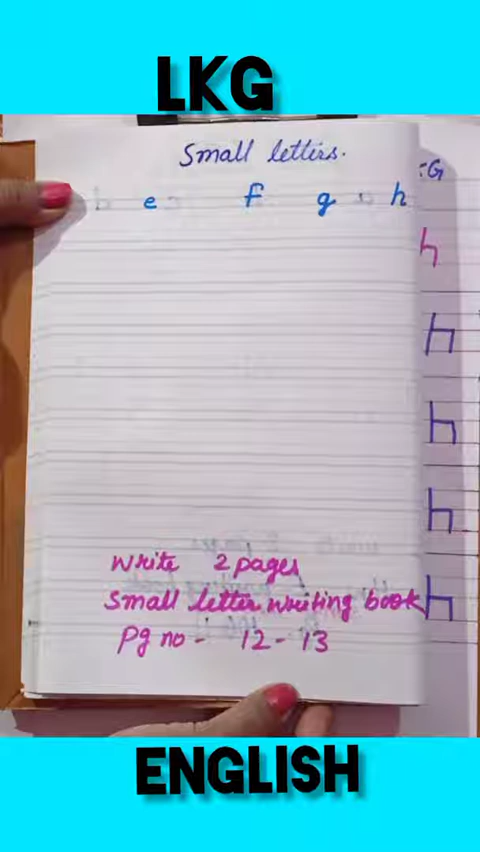 LKG
Small letters.
e f g h
:G
h
h
h
h
h
Write 2 pages
Small letter writing book
Pg no - 12 - 13
ENGLISH